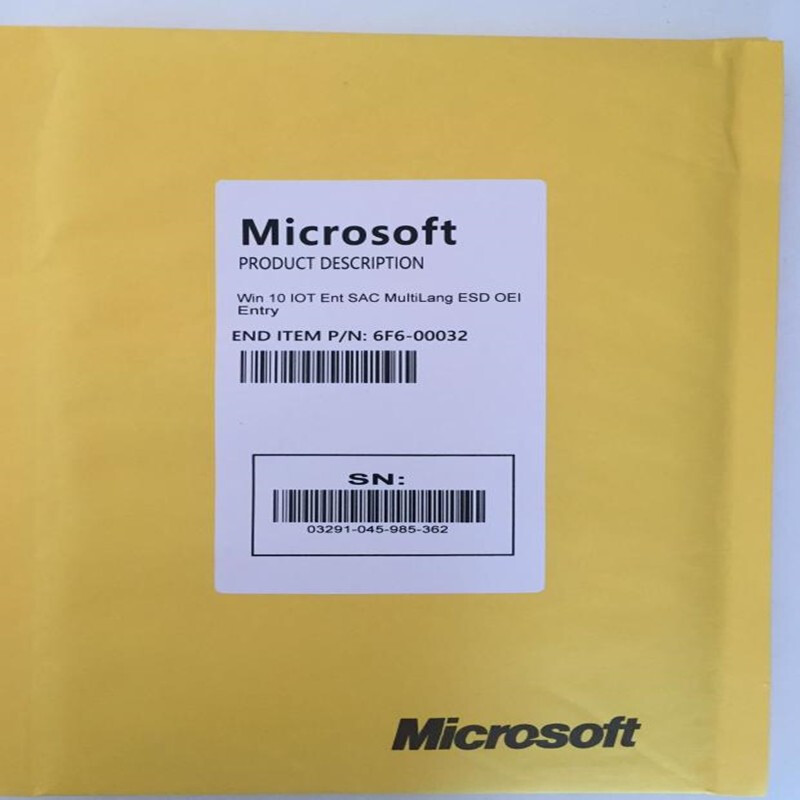 Microsoft
PRODUCT DESCRIPTION
Win 10 IOT Ent SAC MultiLang ESD OEI
Entry
END ITEM P/N: 6F6-00032
SN:
03291-045-985-362
Microsoft